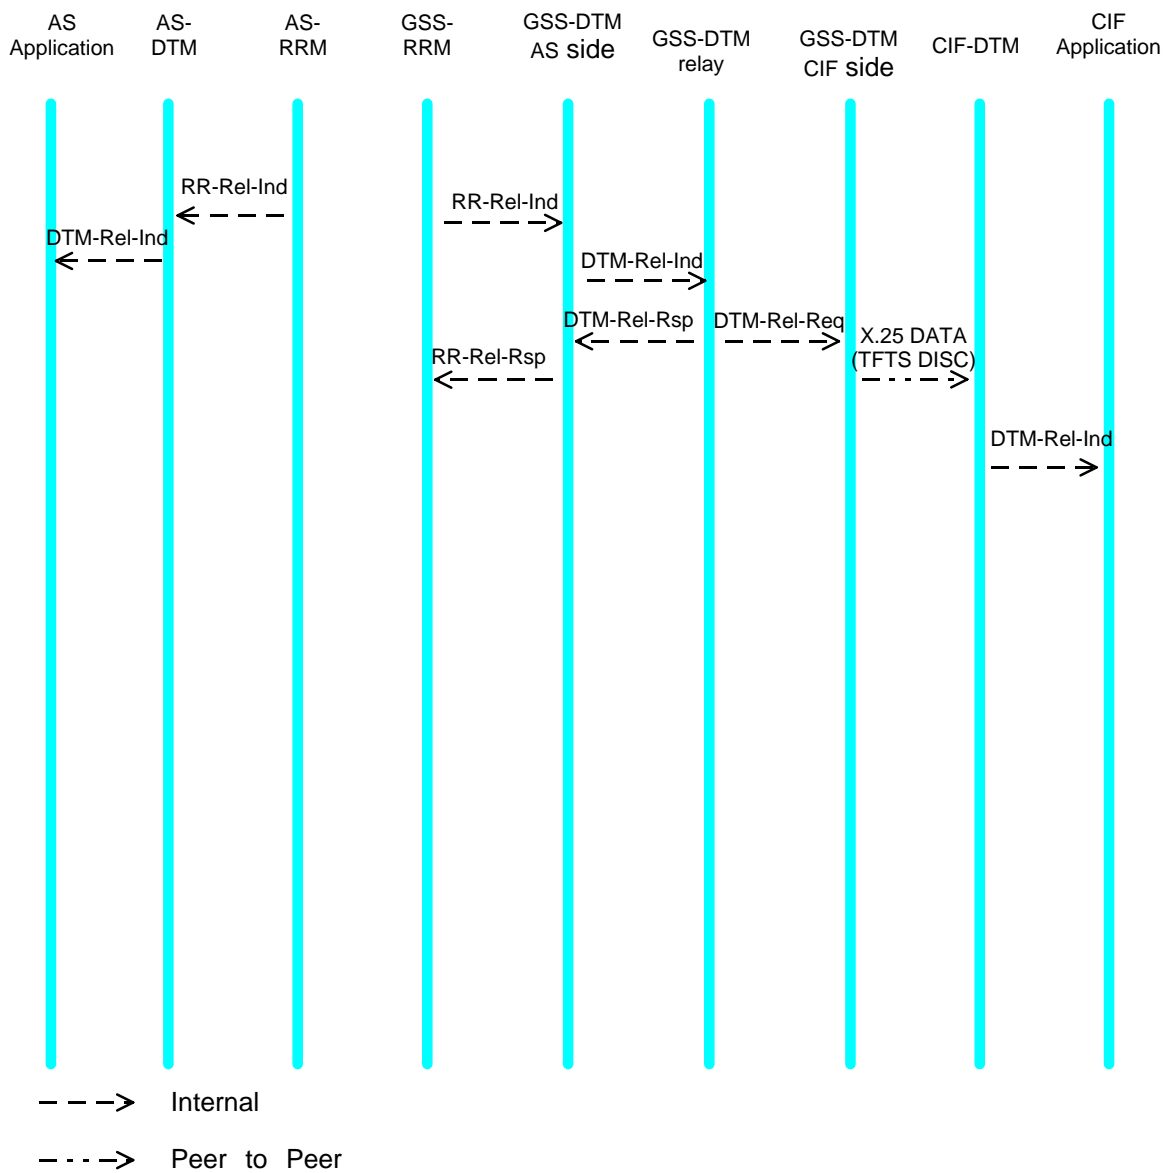 AS
Application
AS-
DTM
AS-
RRM
GSS-
RRM
GSS-DTM
AS side
GSS-DTM
relay
GSS-DTM
CIF side
CIF-DTM
CIF
Application
RR-Rel-Ind
RR-Rel-Ind
DTM-Rel-Ind
DTM-Rel-Ind
DTM-Rel-Rsp
DTM-Rel-Req
X.25 DATA
(TFTS DISC)
RR-Rel-Rsp
DTM-Rel-Ind
Internal
Peer to Peer